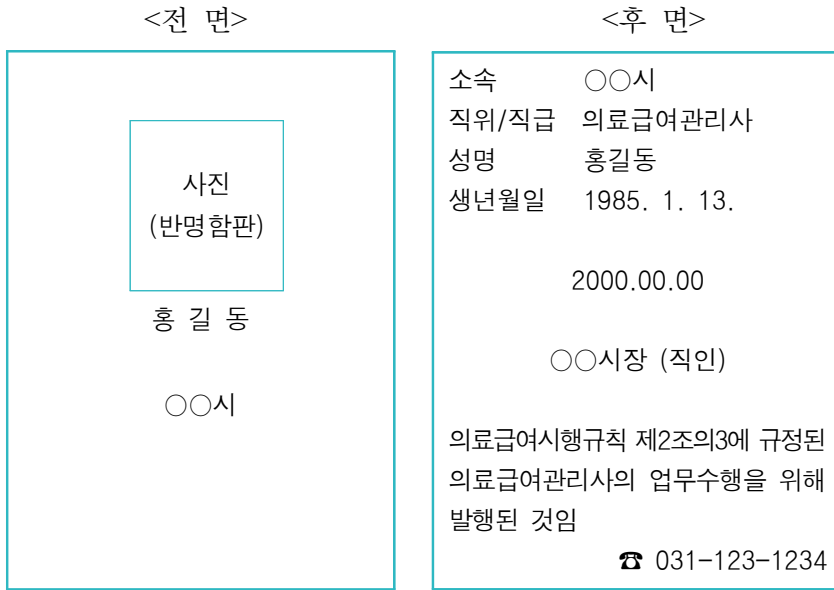 <전 면>
사진
(반명함판)
홍 길 동
○○시
<후 면>
소속 ○○시
직위/직급 의료급여관리사
성명 홍길동
생년월일 1985. 1. 13.
2000.00.00
○○시장 (직인)
의료급여시행규칙 제2조의3에 규정된
의료급여관리사의 업무수행을 위해
발행된 것임
☎ 031-123-1234